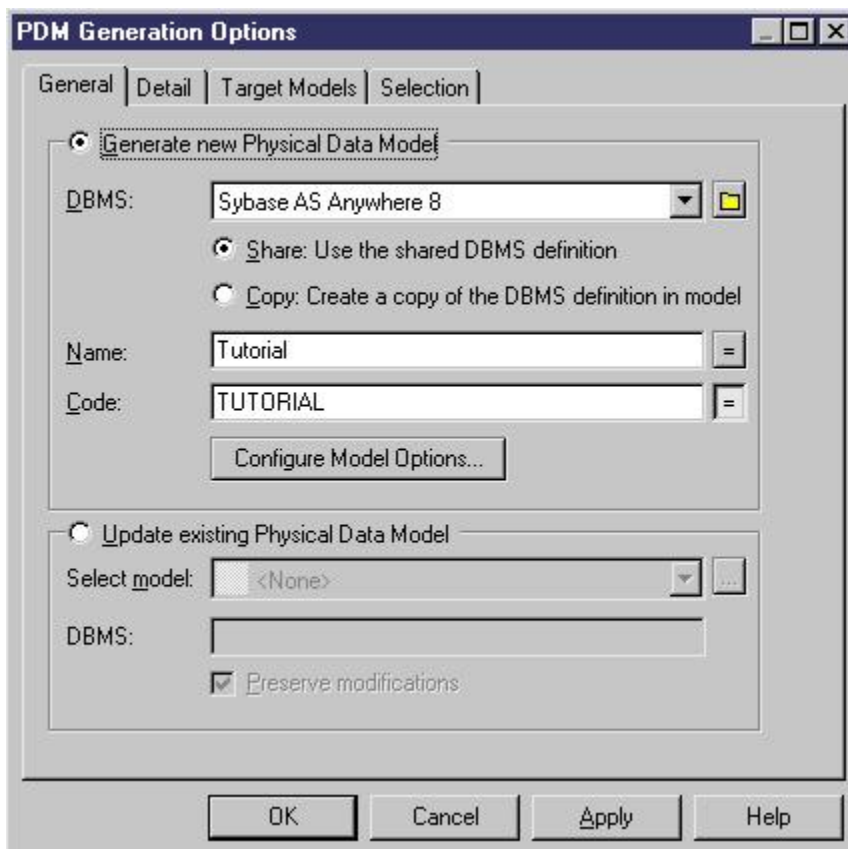 PDM Generation Options
General Detail Target Models Selection
Generate new Physical Data Model
DBMS: Sybase AS Anywhere 8
Share: Use the shared DBMS definition
Copy: Create a copy of the DBMS definition in model
Name: Tutorial =
Code: TUTORIAL =
Configure Model Options...
Update existing Physical Data Model
Select model: <None> ...
DBMS:
Preserve modifications
OK Cancel Apply Help